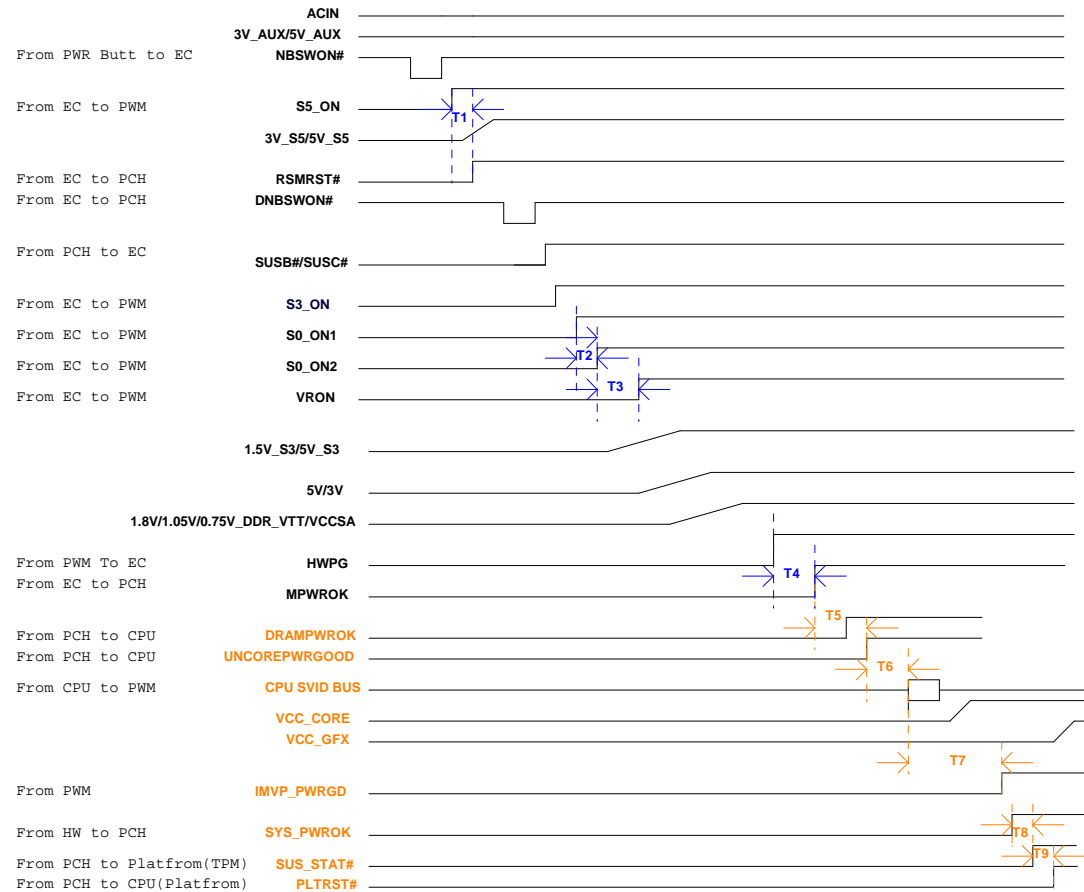 ACIN
3V_AUX/5V_AUX
From PWR Butt to EC NBSWON#
From EC to PWM S5_ON
T1
3V_S5/5V_S5
From EC to PCH RSMRST#
From EC to PCH DNBSWON#
From PCH to EC
SUSB#/SUSC#
From EC to PWM S3_ON
From EC to PWM S0_ON1
From EC to PWM S0_ON2 T2
From EC to PWM VRON T3
1.5V_S3/5V_S3
5V/3V
1.8V/1.05V/0.75V_DDR_VTT/VCCSA
From PWM To EC HWPG
T4
From EC to PCH
MPWROK
T5
From PCH to CPU DRAMPWROK
From PCH to CPU UNCOREPWRGOOD
T6
From CPU to PWM CPU SVID BUS
VCC_CORE
VCC_GFX
T7
From PWM IMVP_PWRGD
From HW to PCH SYS_PWROK T8
T9
From PCH to Platfrom(TPM) SUS_STAT#
From PCH to CPU(Platfrom) PLTRST#